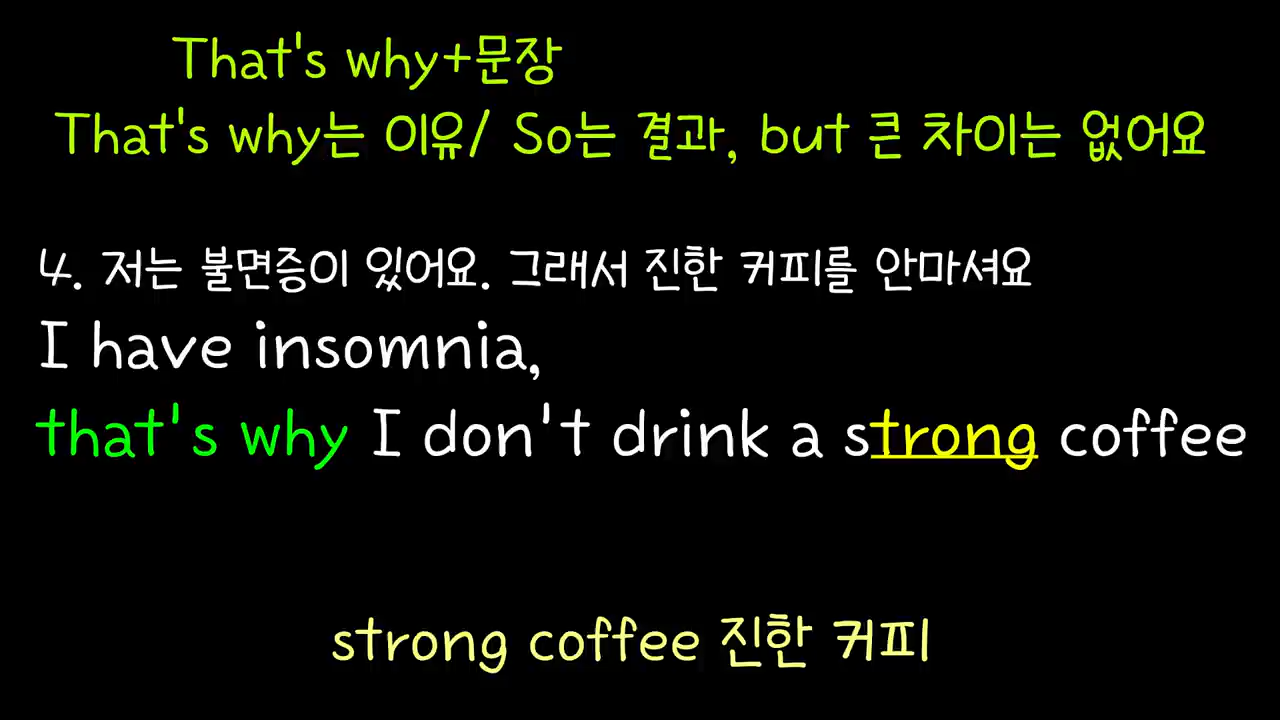 That's why+문장
That's why는 이유/ So는 결과, but 큰 차이는 없어요
4. 저는 불면증이 있어요. 그래서 진한 커피를 안마셔요
I have insomnia,
that's why I don't drink a strong coffee
strong coffee 진한 커피